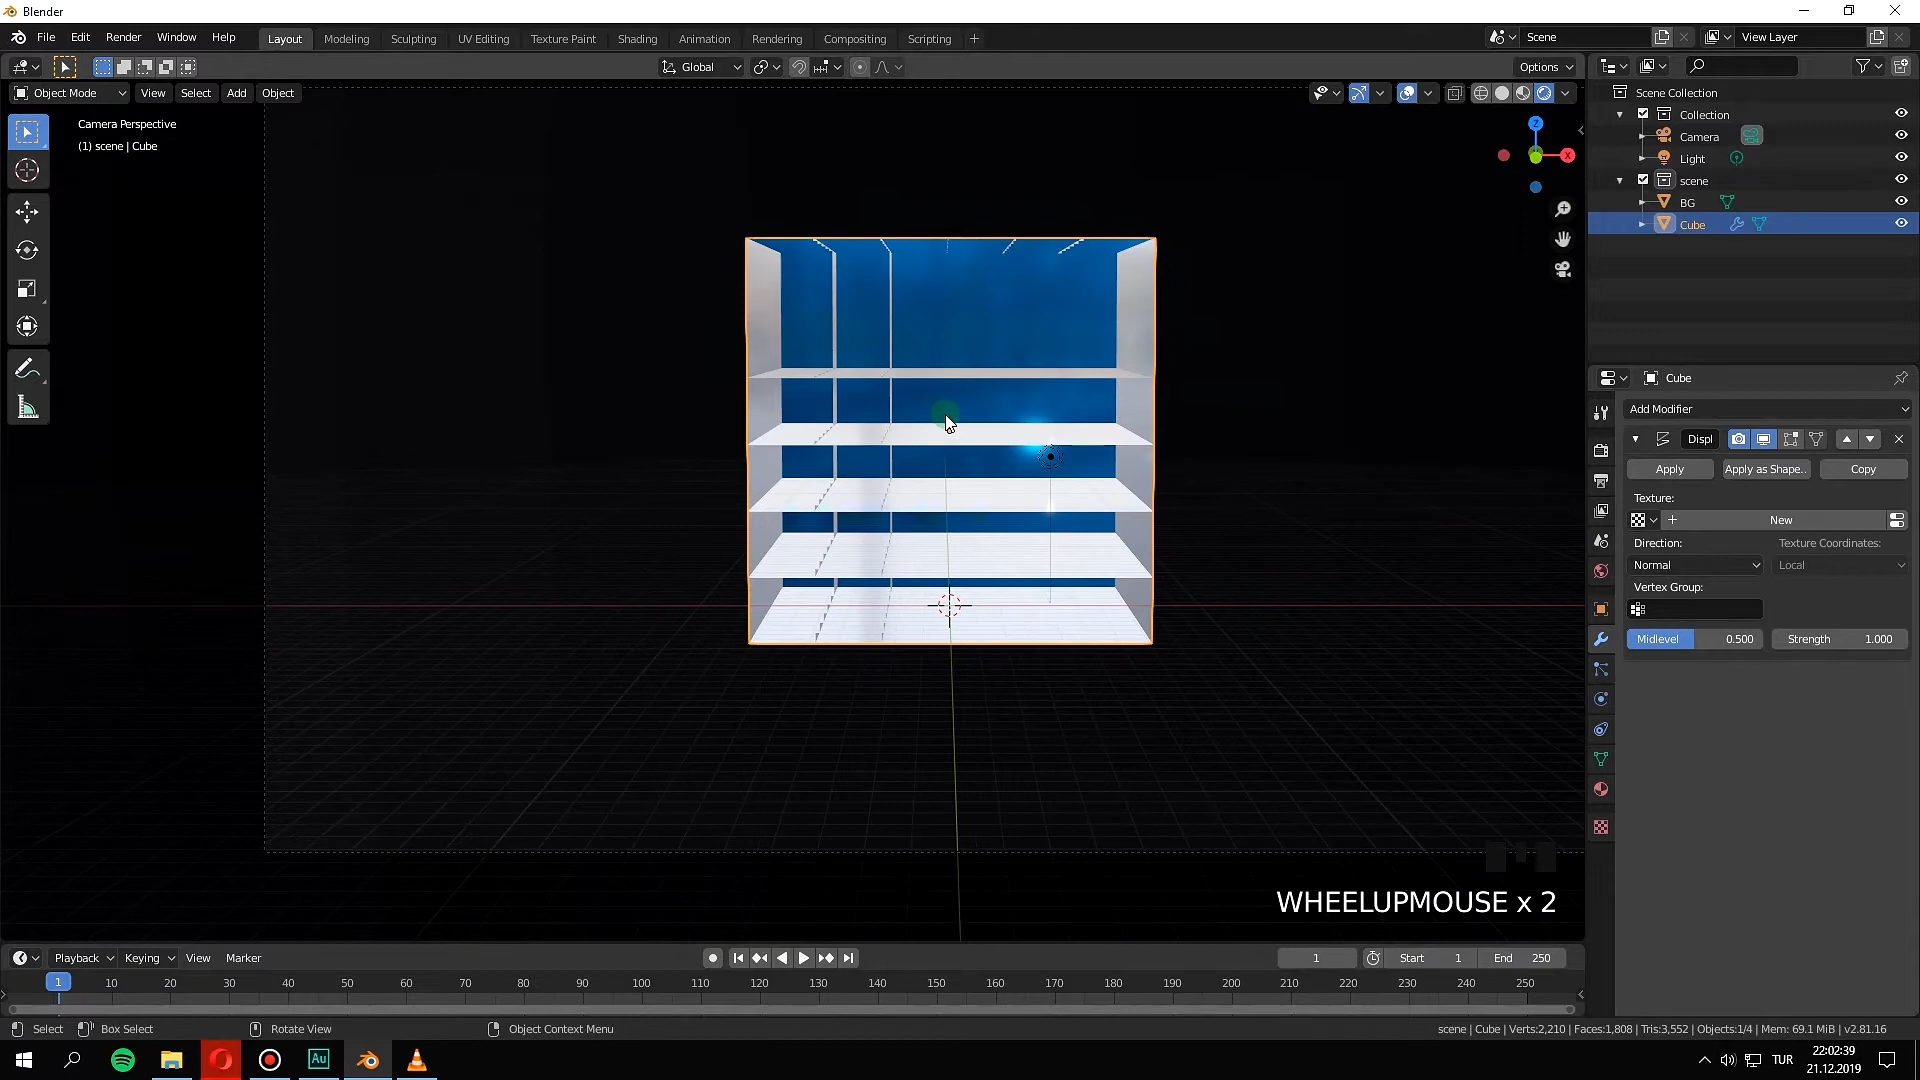 Blender
File Edit Render Window Help Layout Modeling Sculpting UV Editing Texture Paint Shading Animation Rendering Compositing Scripting + Scene View Layer
Global Options
Object Mode View Select Add Object
Camera Perspective
(1) scene | Cube
Z
X
Scene Collection
Collection
Camera
Light
scene
BG
Cube
Cube
Add Modifier
Displ
Apply Apply as Shape.. Copy
Texture:
New
Direction: Texture Coordinates:
Normal Local
Vertex Group:
Midlevel 0.500 Strength 1.000
WHEELUPMOUSE x 2
Playback Keying View Marker 1 Start 1 End 250
1 10 20 30 40 50 60 70 80 90 100 110 120 130 140 150 160 170 180 190 200 210 220 230 240 250
Select Box Select Rotate View Object Context Menu scene | Cube | Verts:2,210 | Faces:1,808 | Tris:3,552 | Objects:1/4 | Mem: 69.1 MiB | v2.81.16
Au TUR 22:02:39
21.12.2019